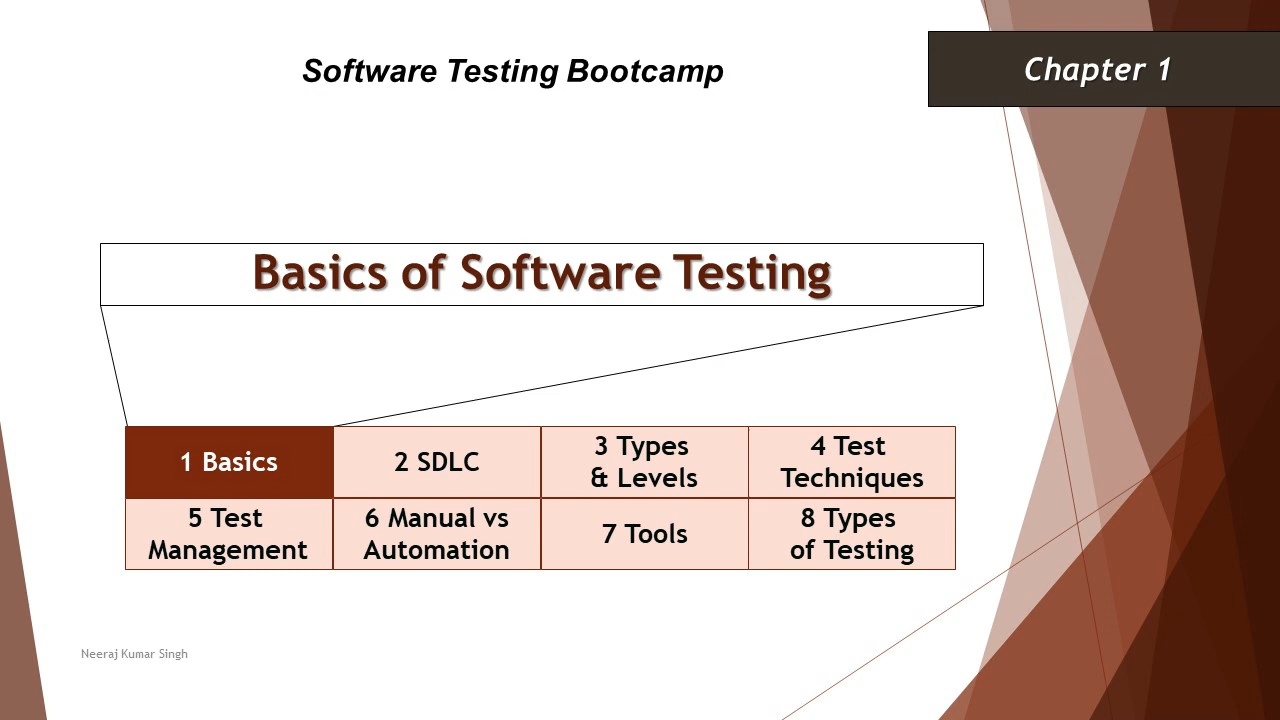 Software Testing Bootcamp
Chapter 1
Basics of Software Testing
1 Basics
2 SDLC
3 Types
& Levels
4 Test
Techniques
5 Test
Management
6 Manual vs
Automation
7 Tools
8 Types
of Testing
Neeraj Kumar Singh